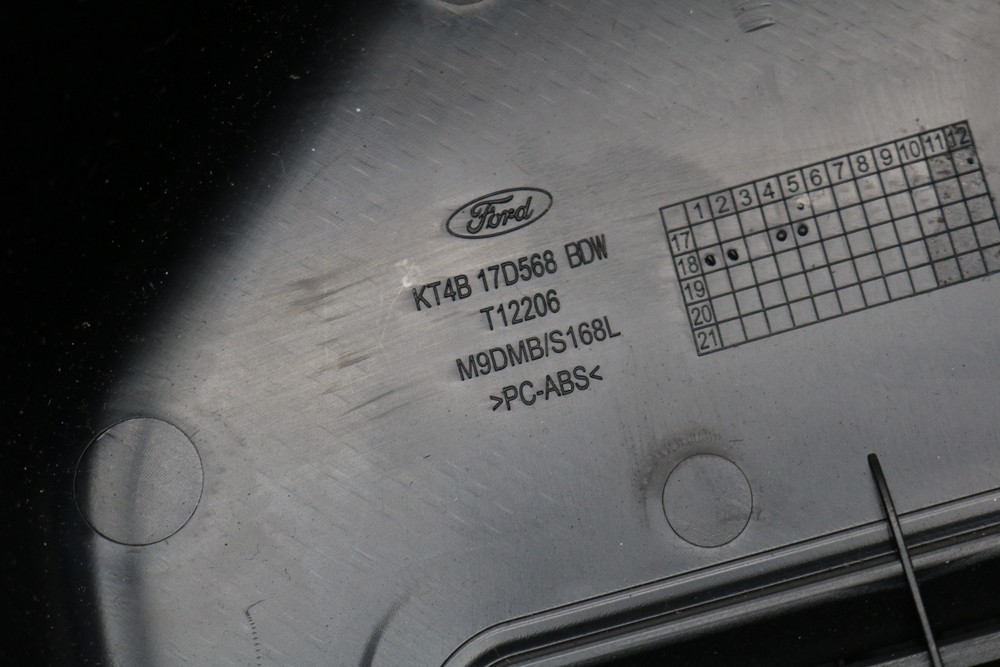 Ford
KT4B 17D568 BDW
T12206
M9DMB/S168L
>PC-ABS<
1 2 3 4 5 6 7 8 9 10 11 12
17
18
19
20
21